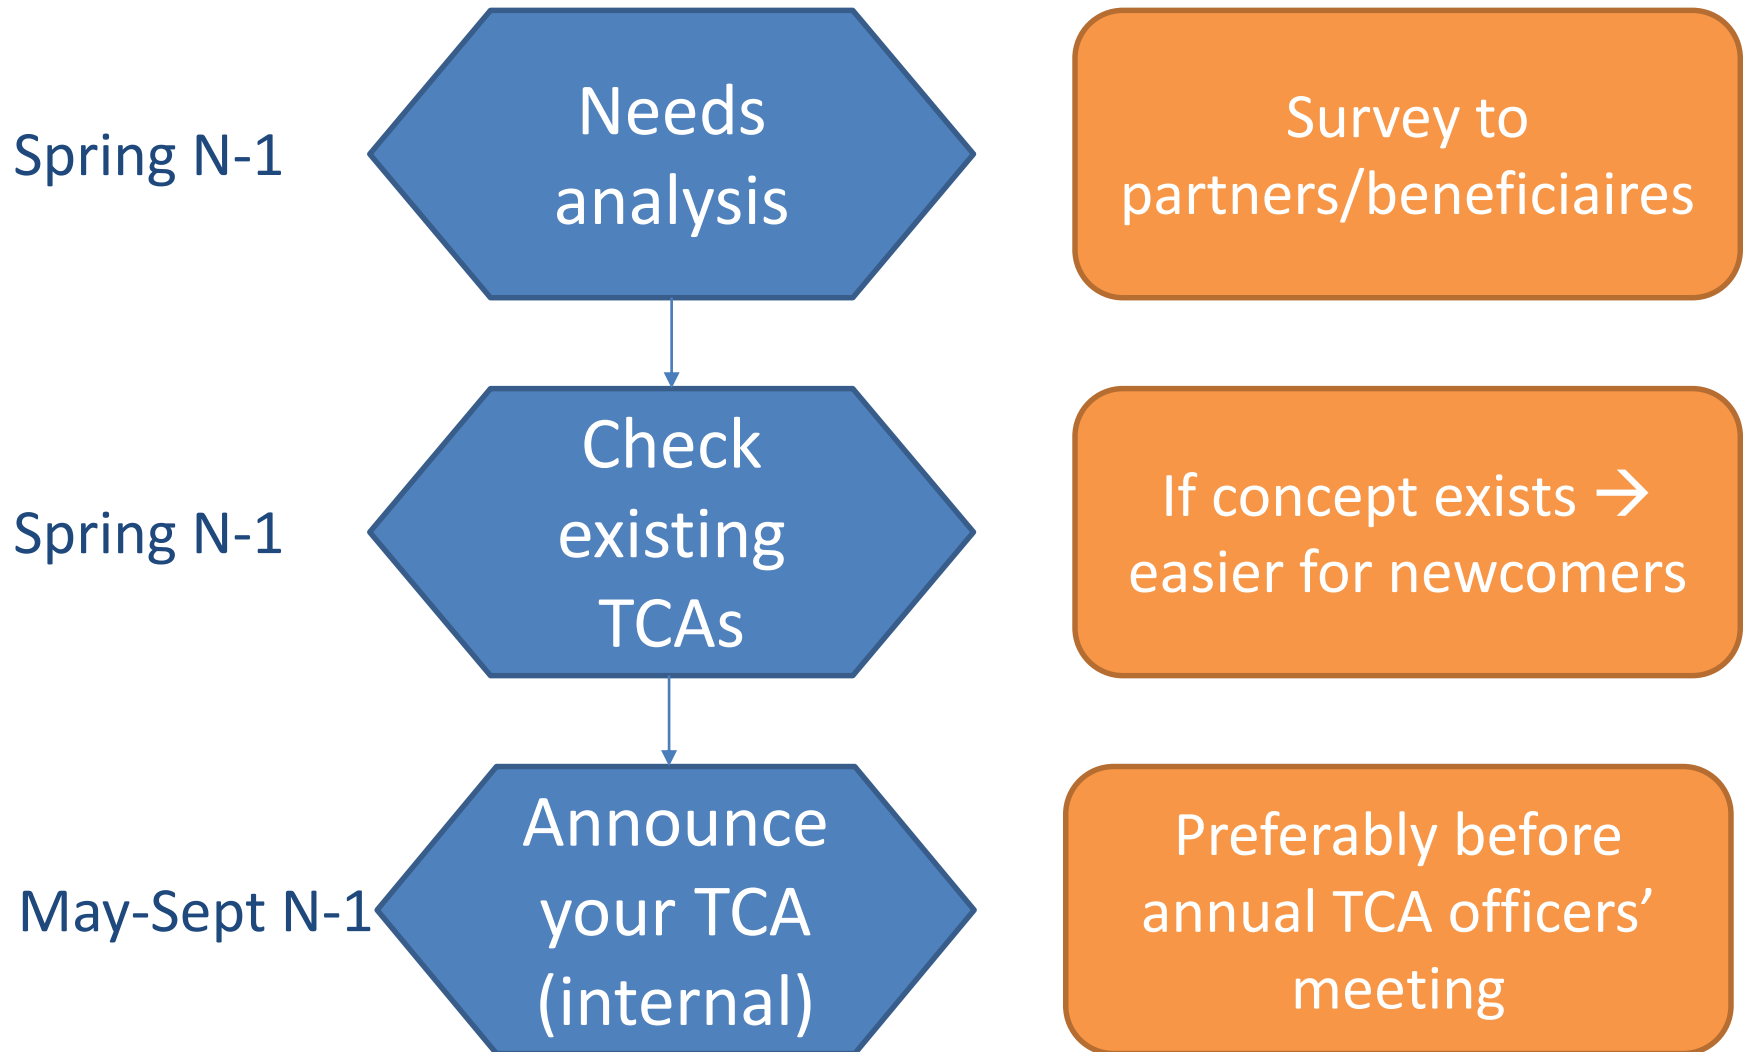 Spring N-1
Needs
analysis
Survey to
partners/beneficiaires
Spring N-1
Check
existing
TCAs
If concept exists →
easier for newcomers
May-Sept N-1
Announce
your TCA
(internal)
Preferably before
annual TCA officers’
meeting